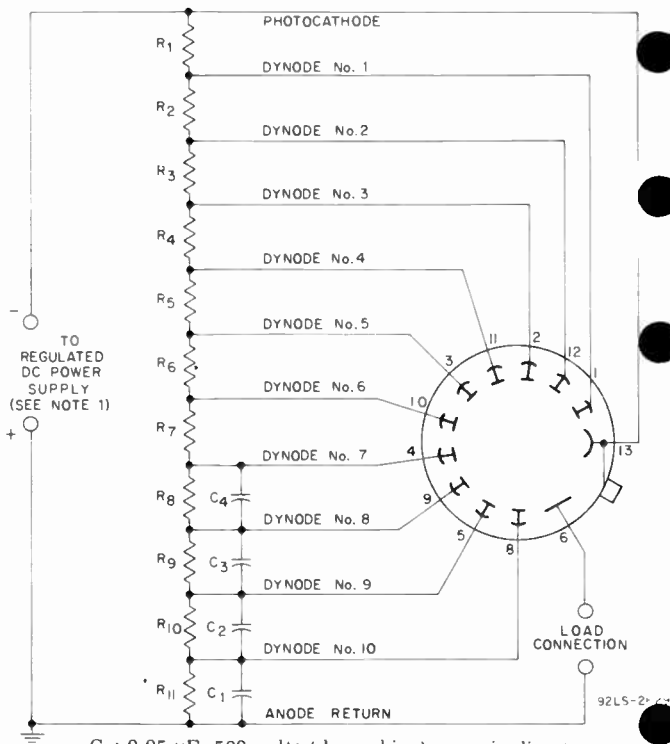 PHOTOCATHODE
R1
DYNODE No. 1
R2
DYNODE No. 2
R3
DYNODE No. 3
R4
DYNODE No. 4
R5
DYNODE No. 5
R6
DYNODE No. 6
R7
DYNODE No. 7
R8
C4
DYNODE No. 8
R9
C3
DYNODE No. 9
R10
C2
DYNODE No. 10
R11
C1
ANODE RETURN
-
TO
REGULATED
DC POWER
SUPPLY
(SEE NOTE 1)
+
3
11
2
12
1
10
4
9
5
8
6
13
LOAD
CONNECTION